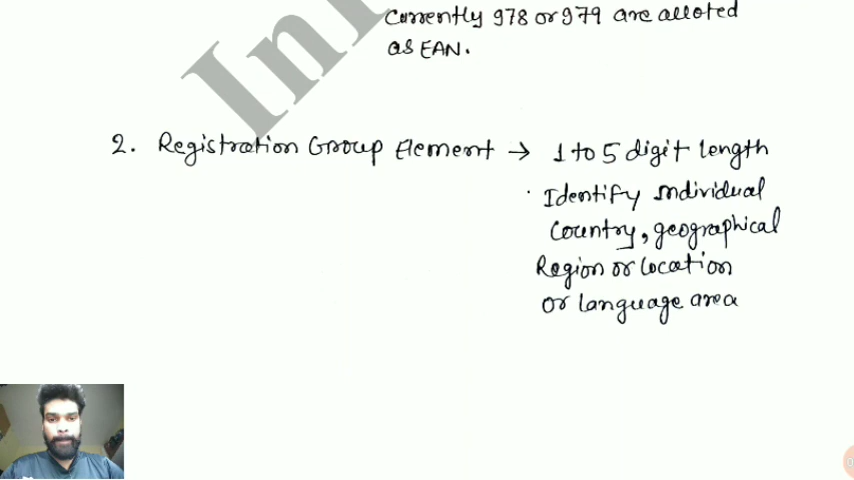 Currently 978 or 979 are alloted
as EAN.
2. Registration Group Element → 1 to 5 digit length
Identify individual
Country, geographical
Region or location
or language area